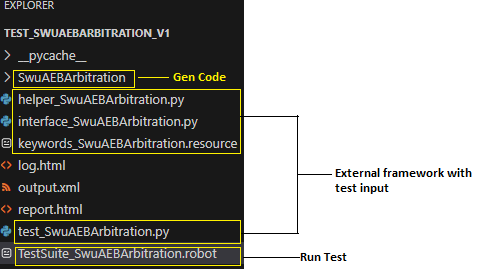 EXPLORER
TEST_SWUAEBARBITRATION_V1
__pycache__
SwuAEBArbitration
Gen Code
helper_SwuAEBArbitration.py
interface_SwuAEBArbitration.py
keywords_SwuAEBArbitration.resource
log.html
External framework with
test input
output.xml
report.html
test_SwuAEBArbitration.py
TestSuite_SwuAEBArbitration.robot
Run Test